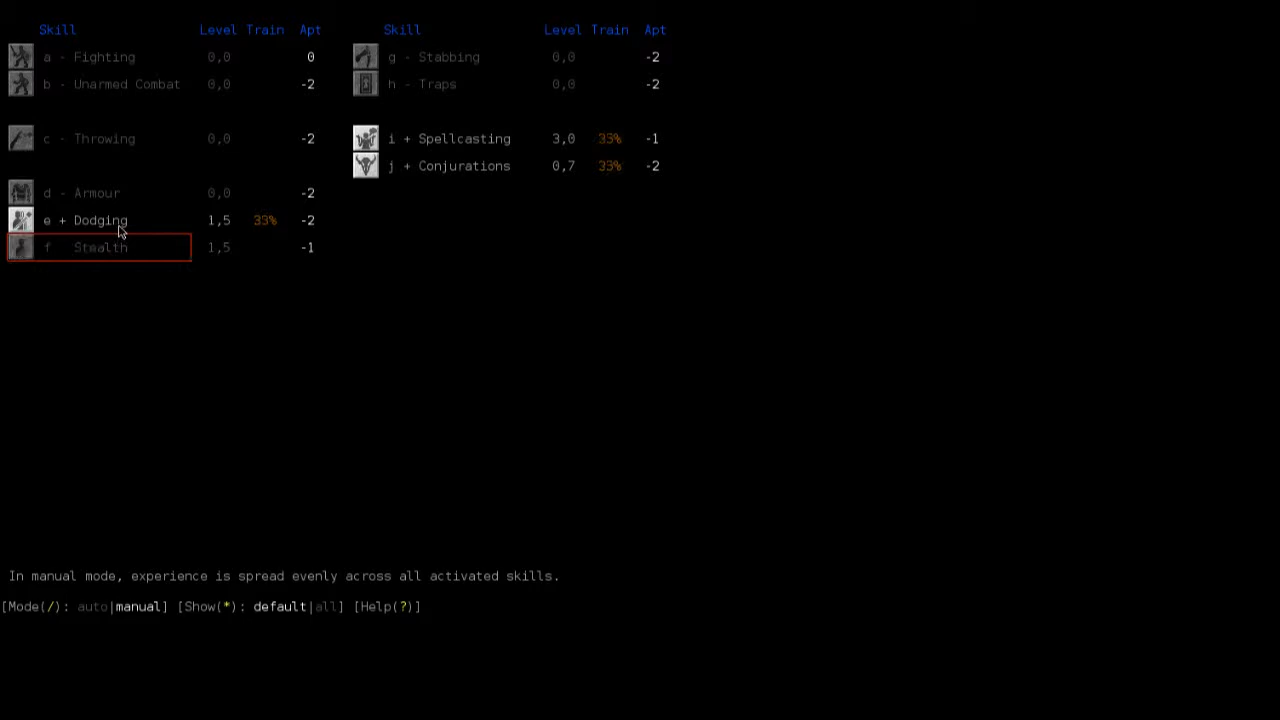 Skill Level Train Apt Skill Level Train Apt
a - Fighting 0,0 0 g - Stabbing 0,0 -2
b - Unarmed Combat 0,0 -2 h - Traps 0,0 -2
c - Throwing 0,0 -2 i + Spellcasting 3,0 33% -1
j + Conjurations 0,7 33% -2
d - Armour 0,0 -2
e + Dodging 1,5 33% -2
f Stealth 1,5 -1
In manual mode, experience is spread evenly across all activated skills.
[Mode(/): auto|manual] [Show(*): default|all] [Help(?)]